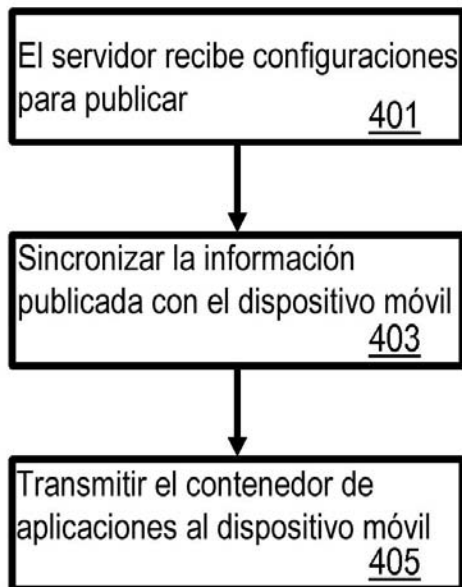 El servidor recibe configuraciones
para publicar
401
Sincronizar la información
publicada con el dispositivo móvil
403
Transmitir el contenedor de
aplicaciones al dispositivo móvil
405